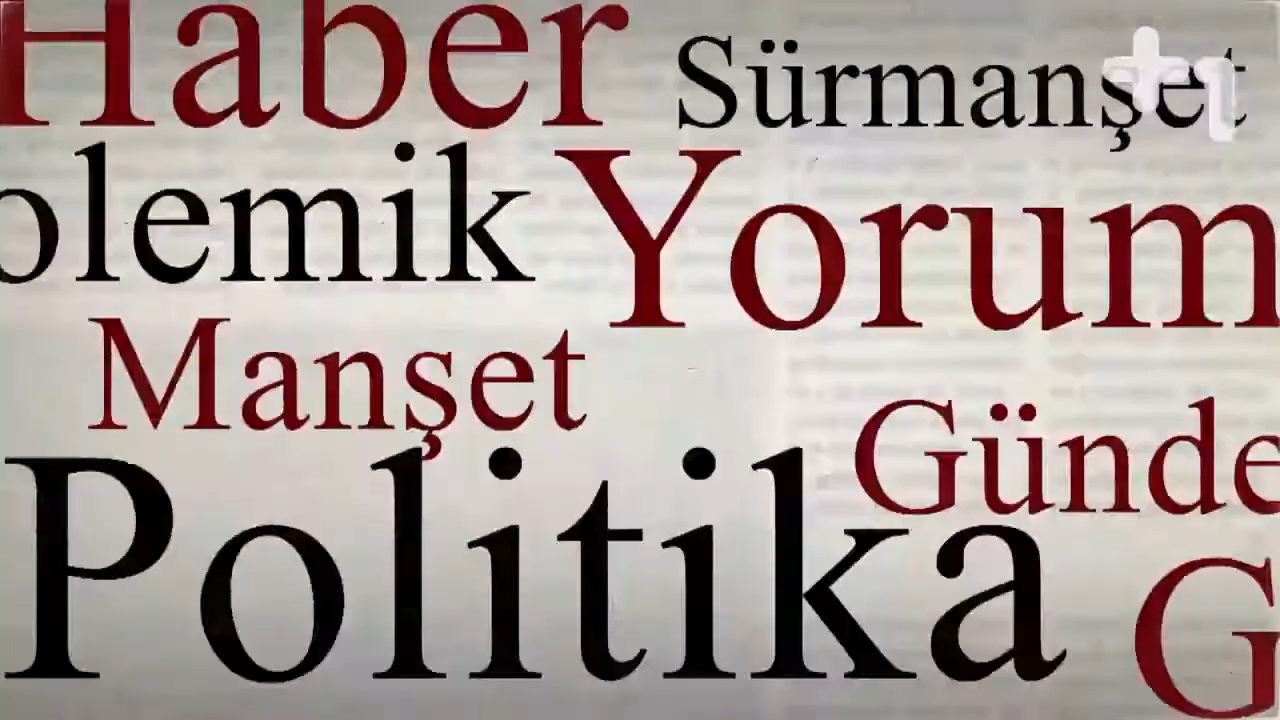 Haber Sürmanşet
olemik Yorum
Manşet
Günde
Politika
G